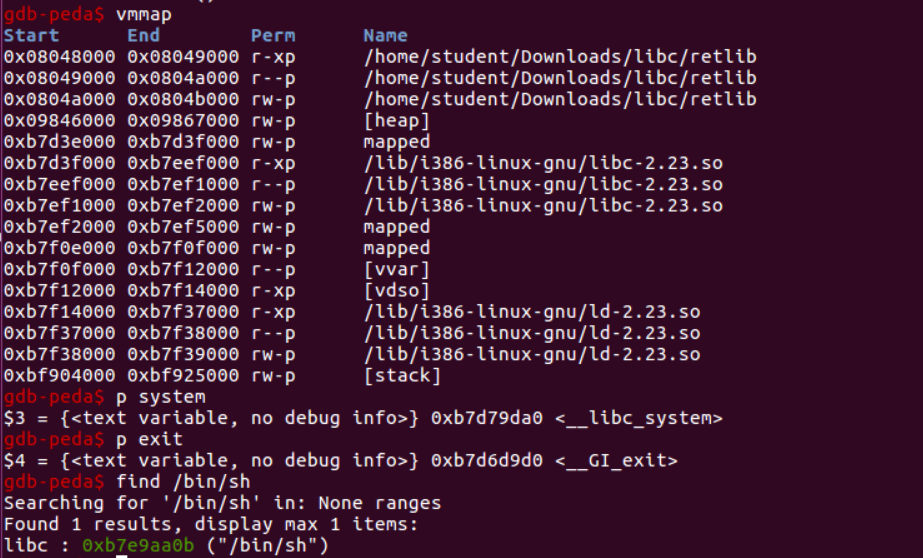 gdb-peda$ vmmap
Start End Perm Name
0x08048000 0x08049000 r-xp /home/student/Downloads/libc/retlib
0x08049000 0x0804a000 r--p /home/student/Downloads/libc/retlib
0x0804a000 0x0804b000 rw-p /home/student/Downloads/libc/retlib
0x09846000 0x09867000 rw-p [heap]
0xb7d3e000 0xb7d3f000 rw-p mapped
0xb7d3f000 0xb7eef000 r-xp /lib/i386-linux-gnu/libc-2.23.so
0xb7eef000 0xb7ef1000 r--p /lib/i386-linux-gnu/libc-2.23.so
0xb7ef1000 0xb7ef2000 rw-p /lib/i386-linux-gnu/libc-2.23.so
0xb7ef2000 0xb7ef5000 rw-p mapped
0xb7f0e000 0xb7f0f000 rw-p mapped
0xb7f0f000 0xb7f12000 r--p [vvar]
0xb7f12000 0xb7f14000 r-xp [vdso]
0xb7f14000 0xb7f37000 r-xp /lib/i386-linux-gnu/ld-2.23.so
0xb7f37000 0xb7f38000 r--p /lib/i386-linux-gnu/ld-2.23.so
0xb7f38000 0xb7f39000 rw-p /lib/i386-linux-gnu/ld-2.23.so
0xbf904000 0xbf925000 rw-p [stack]
gdb-peda$ p system
$3 = {<text variable, no debug info>} 0xb7d79da0 <__libc_system>
gdb-peda$ p exit
$4 = {<text variable, no debug info>} 0xb7d6d9d0 <__GI_exit>
gdb-peda$ find /bin/sh
Searching for '/bin/sh' in: None ranges
Found 1 results, display max 1 items:
libc : 0xb7e9aa0b ("/bin/sh")